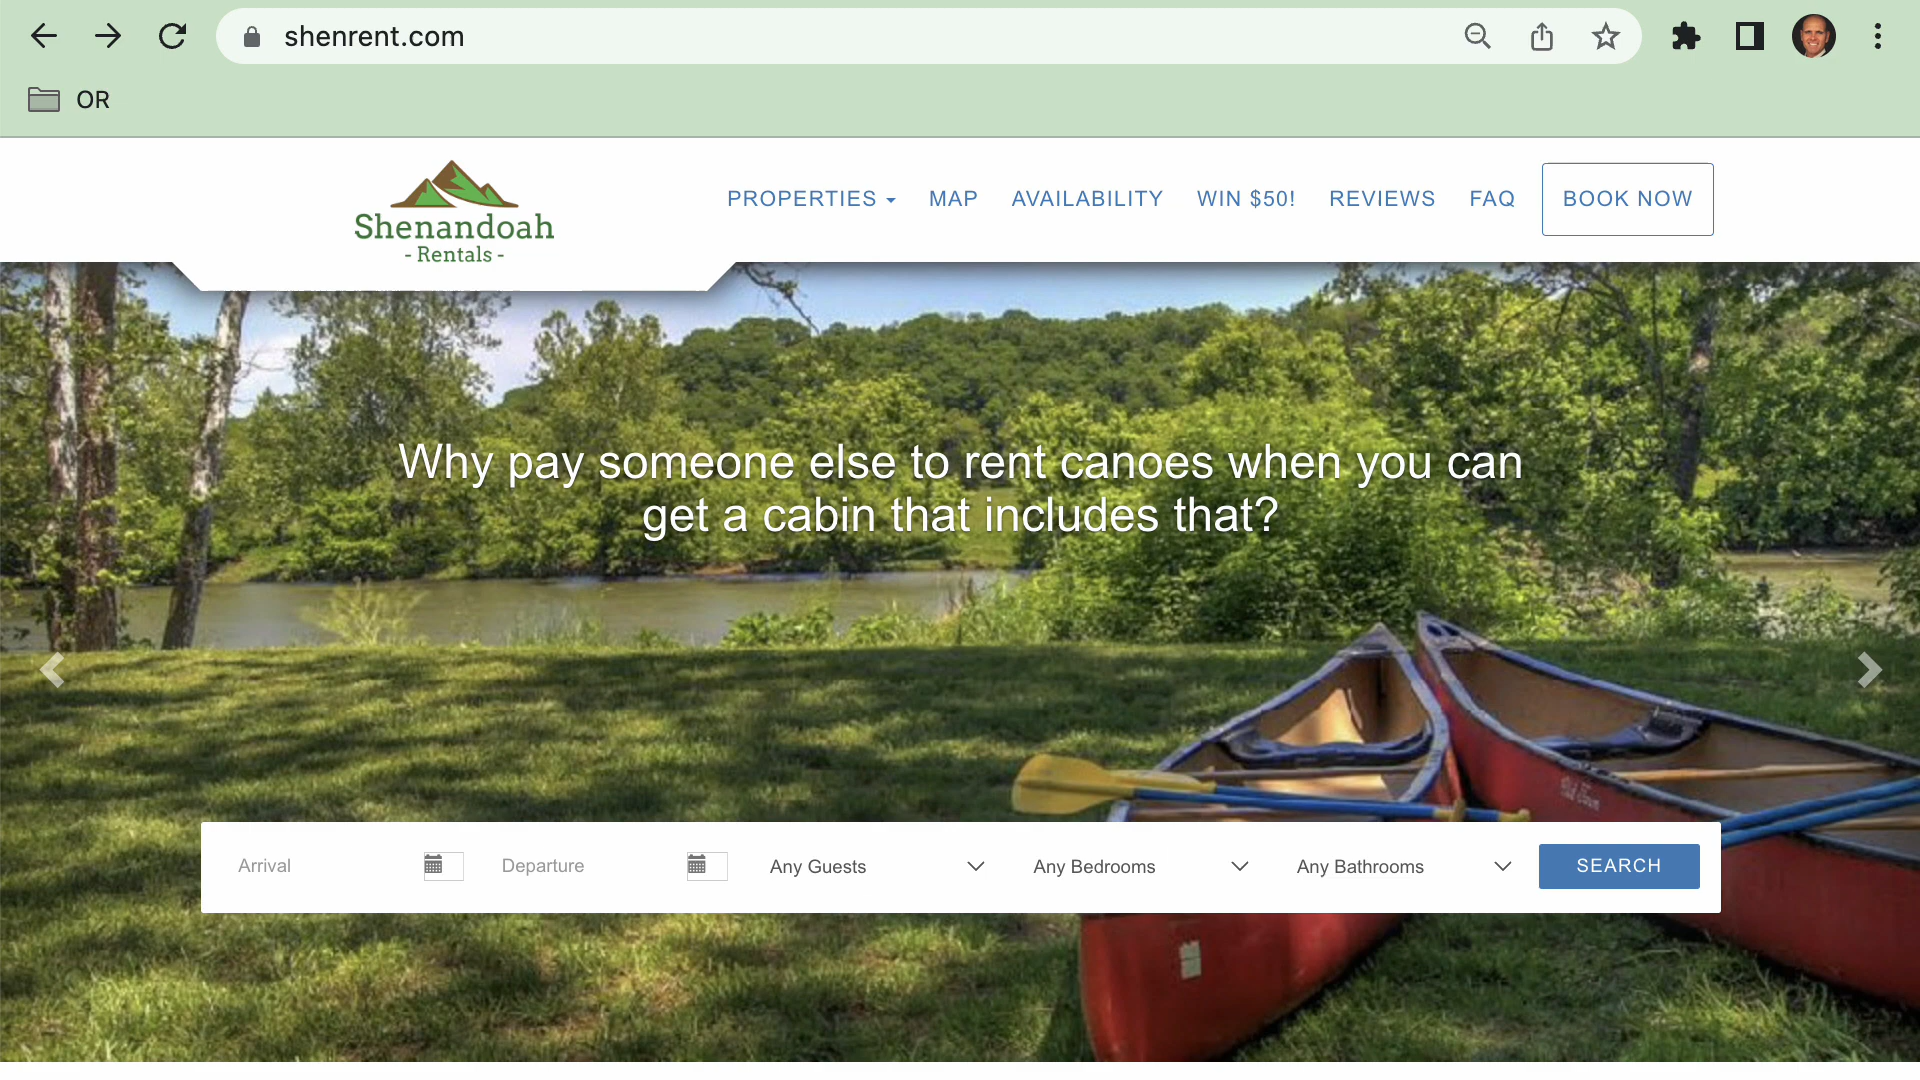 shenrent.com
OR
Shenandoah
- Rentals -
PROPERTIES
MAP
AVAILABILITY
WIN $50!
REVIEWS
FAQ
BOOK NOW
Why pay someone else to rent canoes when you can
get a cabin that includes that?
Arrival
Departure
Any Guests
Any Bedrooms
Any Bathrooms
SEARCH